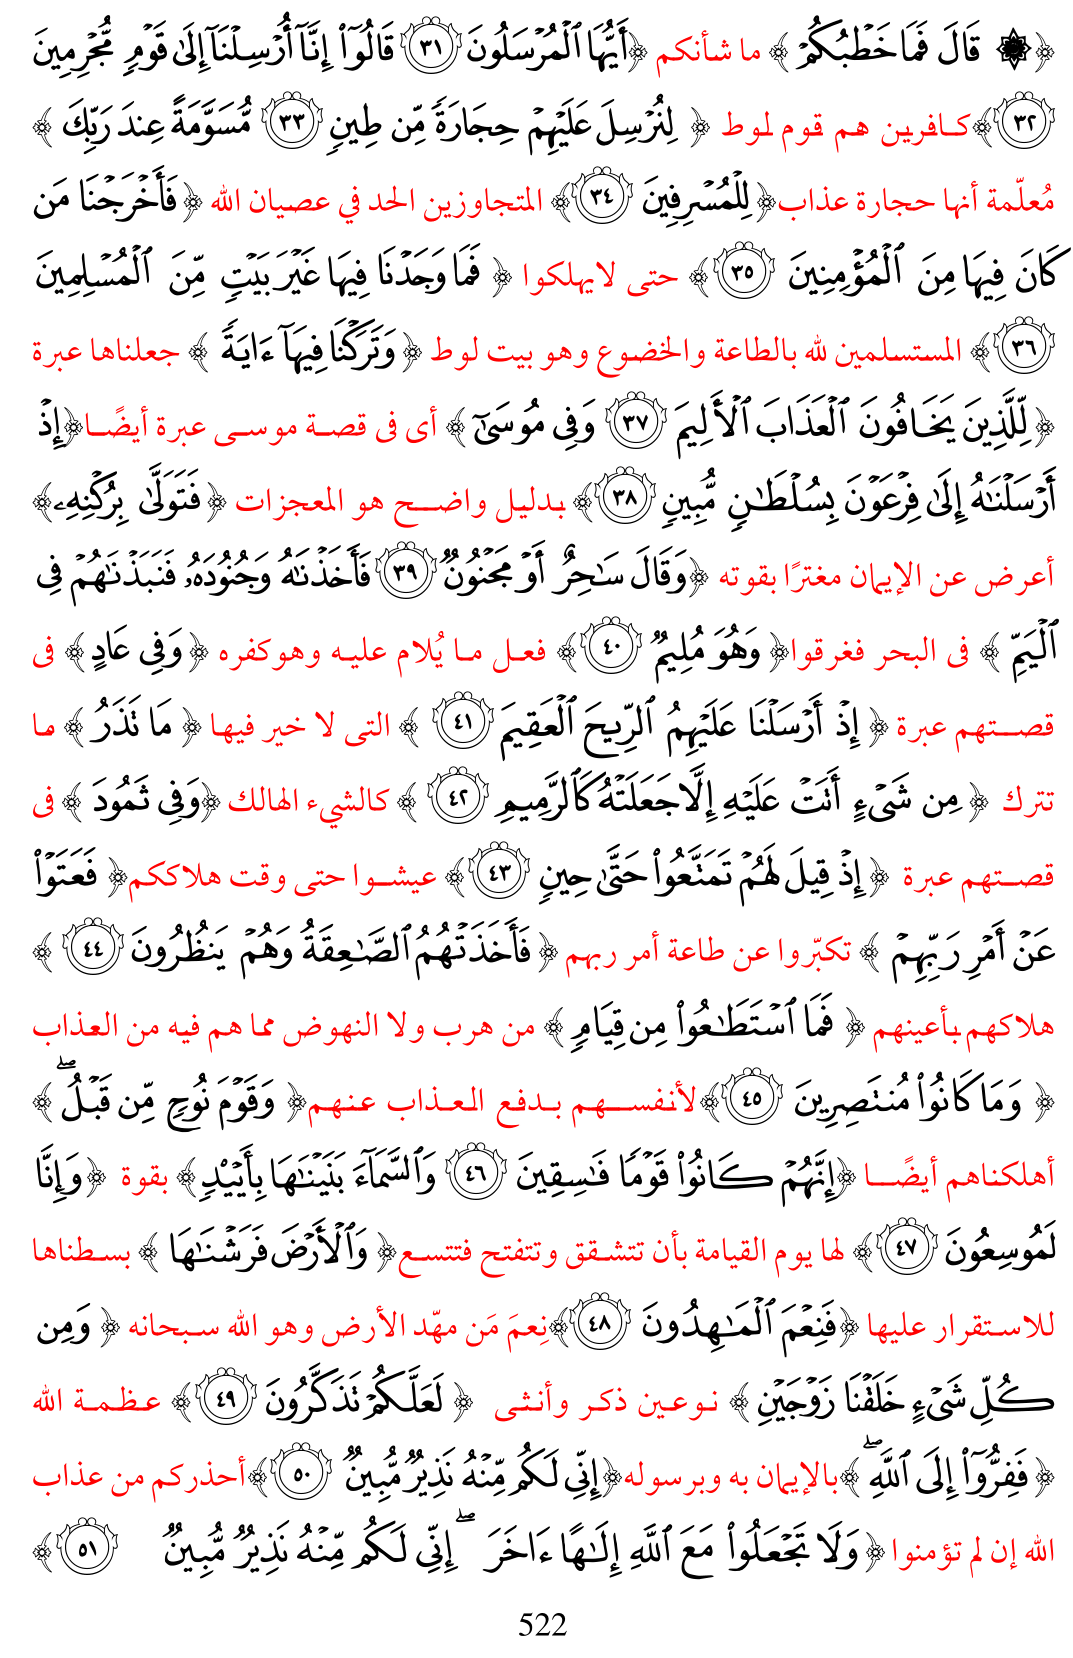 ﴿ ۞ قَالَ فَمَا خَطْبُكُمْ ﴾ ما شأنكم ﴿أَيُّهَا ٱلْمُرْسَلُونَ ٣١ قَالُوٓا۟ إِنَّآ أُرْسِلْنَآ إِلَىٰ قَوْمٍ مُّجْرِمِينَ
٣٢﴾ كافرين هم قوم لوط ﴿ لِنُرْسِلَ عَلَيْهِمْ حِجَارَةً مِّن طِينٍ ٣٣ مُّسَوَّمَةً عِندَ رَبِّكَ ﴾
مُعلّمة أنها حجارة عذاب﴿ لِلْمُسْرِفِينَ ٣٤﴾ المتجاوزين الحد في عصيان الله ﴿ فَأَخْرَجْنَا مَن
كَانَ فِيهَا مِنَ ٱلْمُؤْمِنِينَ ٣٥﴾ حتى لايهلكوا ﴿ فَمَا وَجَدْنَا فِيهَا غَيْرَ بَيْتٍ مِّنَ ٱلْمُسْلِمِينَ
٣٦﴾ المستسلمين لله بالطاعة والخضوع وهو بيت لوط ﴿ وَتَرَكْنَا فِيهَآ ءَايَةً ﴾ جعلناها عبرة
﴿ لِّلَّذِينَ يَخَافُونَ ٱلْعَذَابَ ٱلْأَلِيمَ ٣٧ وَفِى مُوسَىٰٓ ﴾ أى فى قصة موسى عبرة أيضًا﴿إِذْ
أَرْسَلْنَٰهُ إِلَىٰ فِرْعَوْنَ بِسُلْطَٰنٍ مُّبِينٍ ٣٨﴾ بدليل واضح هو المعجزات ﴿ فَتَوَلَّىٰ بِرُكْنِهِۦ﴾
أعرض عن الإيمان مغترًا بقوته ﴿وَقَالَ سَٰحِرٌ أَوْ مَجْنُونٌ ٣٩ فَأَخَذْنَٰهُ وَجُنُودَهُۥ فَنَبَذْنَٰهُمْ فِى
ٱلْيَمِّ ﴾ فى البحر فغرقوا﴿ وَهُوَ مُلِيمٌ ٤٠﴾ فعل ما يُلام عليه وهوكفره ﴿ وَفِى عَادٍ ﴾ فى
قصتهم عبرة ﴿ إِذْ أَرْسَلْنَا عَلَيْهِمُ ٱلرِّيحَ ٱلْعَقِيمَ ٤١ ﴾ التى لا خير فيها ﴿ مَا تَذَرُ ﴾ ما
تترك ﴿ مِن شَىْءٍ أَتَتْ عَلَيْهِ إِلَّا جَعَلَتْهُ كَٱلرَّمِيمِ ٤٢ ﴾ كالشيء الهالك ﴿وَفِى ثَمُودَ ﴾ فى
قصتهم عبرة ﴿ إِذْ قِيلَ لَهُمْ تَمَتَّعُوا۟ حَتَّىٰ حِينٍ ٤٣﴾ عيشوا حتى وقت هلاككم﴿ فَعَتَوْا۟
عَنْ أَمْرِ رَبِّهِمْ ﴾ تكبّروا عن طاعة أمر ربهم ﴿ فَأَخَذَتْهُمُ ٱلصَّٰعِقَةُ وَهُمْ يَنظُرُونَ ٤٤ ﴾
هلاكهم بأعينهم ﴿ فَمَا ٱسْتَطَٰعُوا۟ مِن قِيَامٍ ﴾ من هرب ولا النهوض مما هم فيه من العذاب
﴿ وَمَا كَانُوا۟ مُنتَصِرِينَ ٤٥﴾لأنفسهم بدفع العذاب عنهم﴿ وَقَوْمَ نُوحٍ مِّن قَبْلُ ۖ ﴾
أهلكناهم أيضًا ﴿إِنَّهُمْ كَانُوا۟ قَوْمًا فَٰسِقِينَ ٤٦ وَٱلسَّمَآءَ بَنَيْنَٰهَا بِأَيْي۟دٍ﴾ بقوة ﴿وَإِنَّا
لَمُوسِعُونَ ٤٧﴾ لها يوم القيامة بأن تتشقق وتتفتح فتتسع﴿ وَٱلْأَرْضَ فَرَشْنَٰهَا ﴾ بسطناها
للاستقرار عليها ﴿فَنِعْمَ ٱلْمَٰهِدُونَ ٤٨﴾نِعمَ مَن مهّد الأرض وهو الله سبحانه ﴿ وَمِن
كُلِّ شَىْءٍ خَلَقْنَا زَوْجَيْنِ ﴾ نوعين ذكر وأنثى ﴿ لَعَلَّكُمْ تَذَكَّرُونَ ٤٩﴾ عظمة الله
﴿ فَفِرُّوٓا۟ إِلَى ٱللَّهِ ۖ ﴾بالإيمان به وبرسوله﴿إِنِّى لَكُم مِّنْهُ نَذِيرٌ مُّبِينٌ ٥٠﴾أحذركم من عذاب
الله إن لم تؤمنوا ﴿ وَلَا تَجْعَلُوا۟ مَعَ ٱللَّهِ إِلَٰهًا ءَاخَرَ ۖ إِنِّى لَكُم مِّنْهُ نَذِيرٌ مُّبِينٌ ٥١ ﴾
522